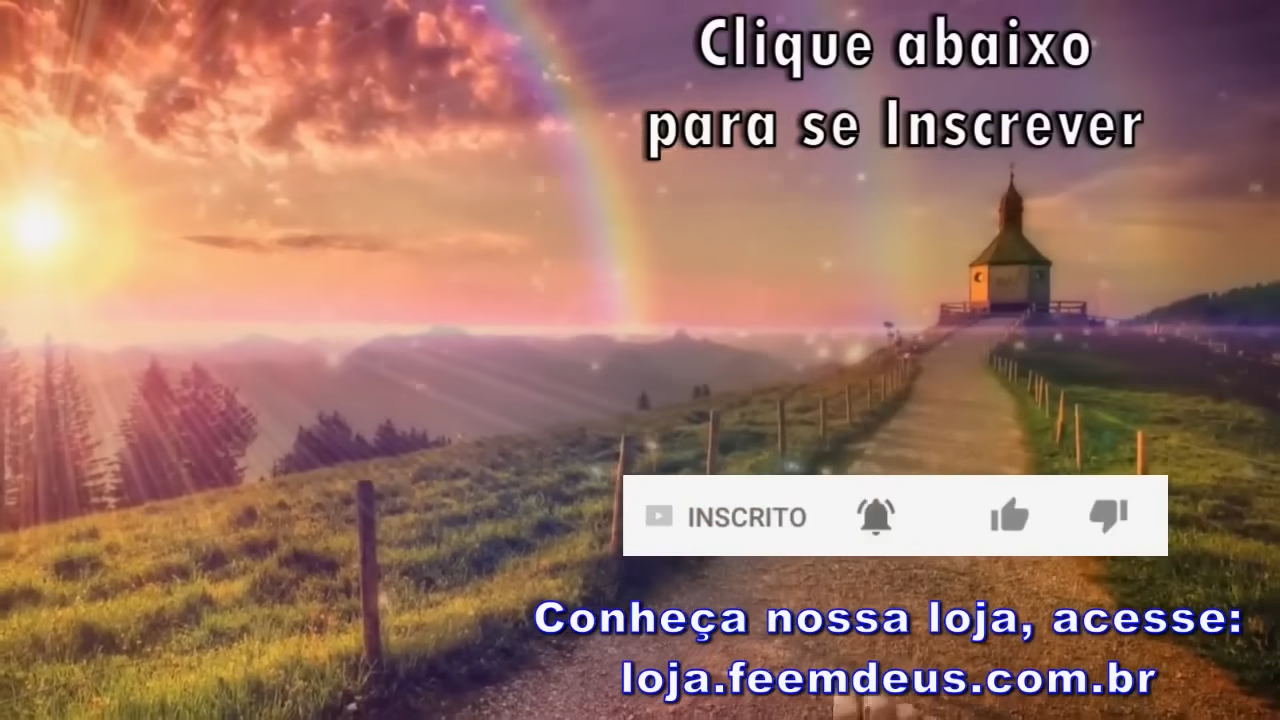 Clique abaixo
para se Inscrever
INSCRITO
Conheça nossa loja, acesse:
loja.feemdeus.com.br